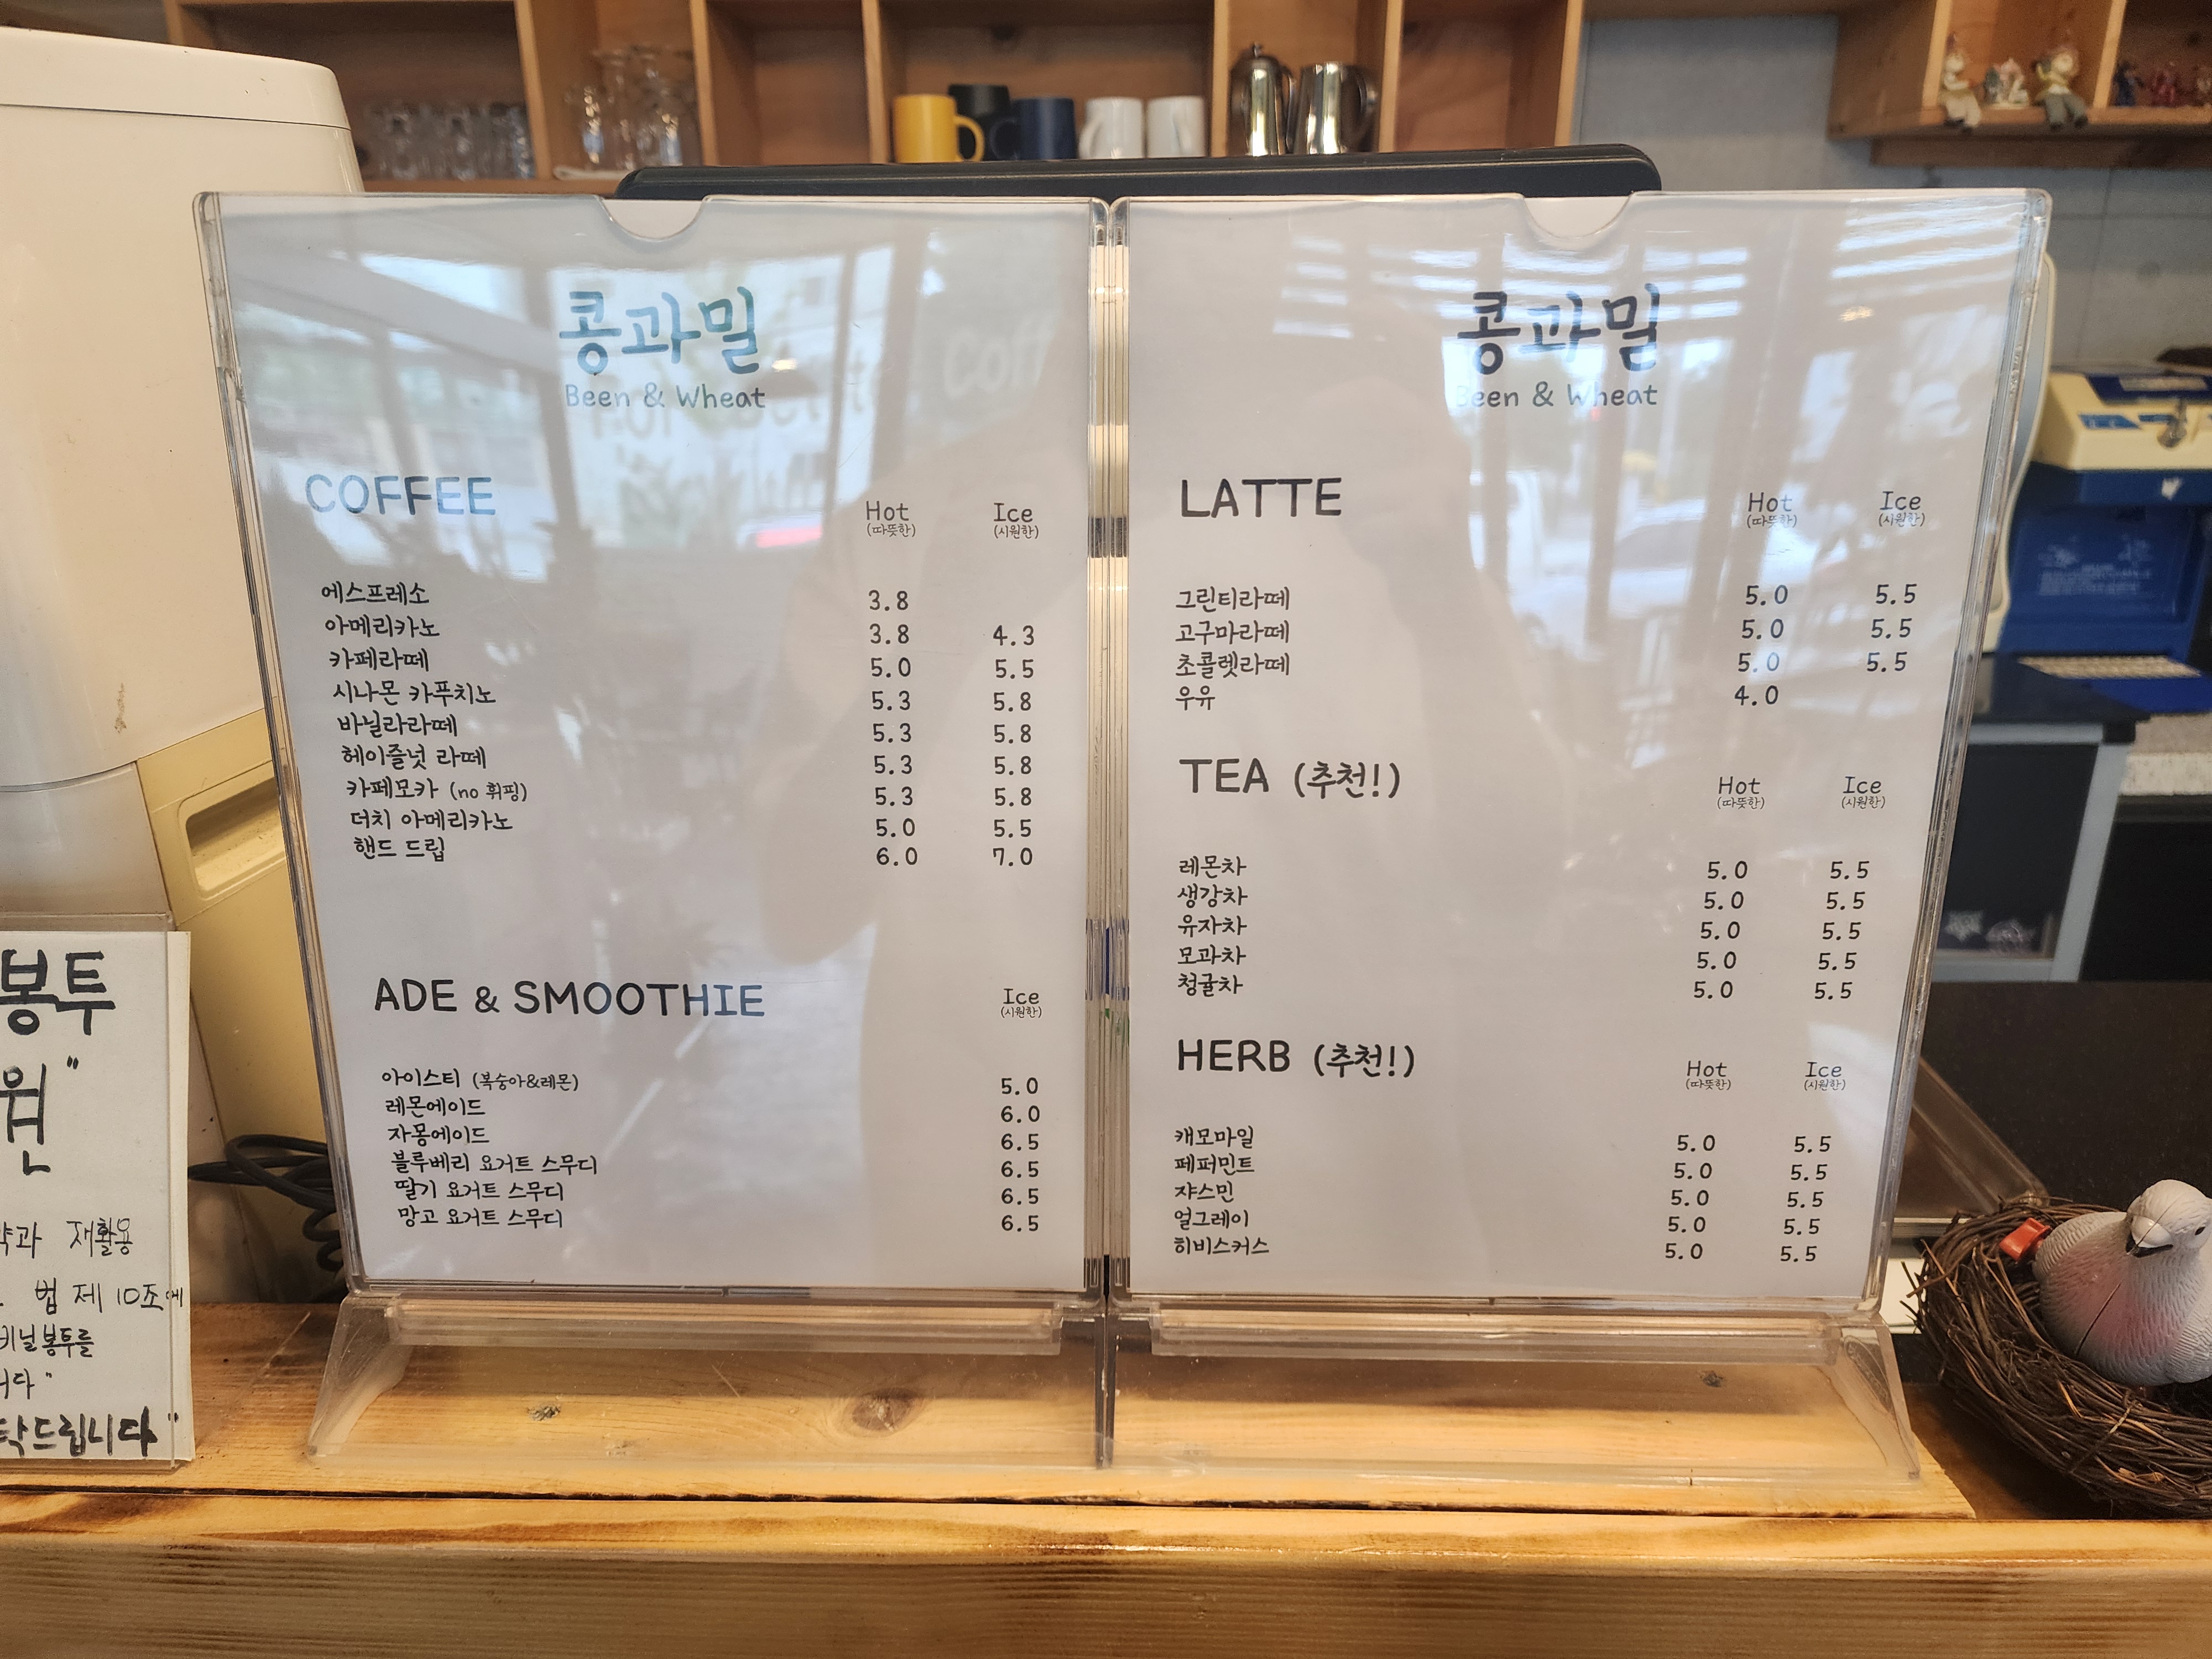 콩과밀
Been & Wheat
COFFEE Hot Ice
(따뜻한) (시원한)
에스프레소 3.8
아메리카노 3.8 4.3
카페라떼 5.0 5.5
시나몬 카푸치노 5.3 5.8
바닐라라떼 5.3 5.8
헤이즐넛 라떼 5.3 5.8
카페모카 (no 휘핑) 5.3 5.8
더치 아메리카노 5.0 5.5
핸드 드립 6.0 7.0
ADE & SMOOTHIE Ice
(시원한)
아이스티 (복숭아&레몬) 5.0
레몬에이드 6.0
자몽에이드 6.5
블루베리 요거트 스무디 6.5
딸기 요거트 스무디 6.5
망고 요거트 스무디 6.5
콩과밀
Been & Wheat
LATTE Hot Ice
(따뜻한) (시원한)
그린티라떼 5.0 5.5
고구마라떼 5.0 5.5
초콜렛라떼 5.0 5.5
우유 4.0
TEA (추천!) Hot Ice
(따뜻한) (시원한)
레몬차 5.0 5.5
생강차 5.0 5.5
유자차 5.0 5.5
모과차 5.0 5.5
청귤차 5.0 5.5
HERB (추천!) Hot Ice
(따뜻한) (시원한)
캐모마일 5.0 5.5
페퍼민트 5.0 5.5
쟈스민 5.0 5.5
얼그레이 5.0 5.5
히비스커스 5.0 5.5
봉투
원"
약과 재활용
법 제 10조에
비닐봉투를
니다"
탁드립니다"